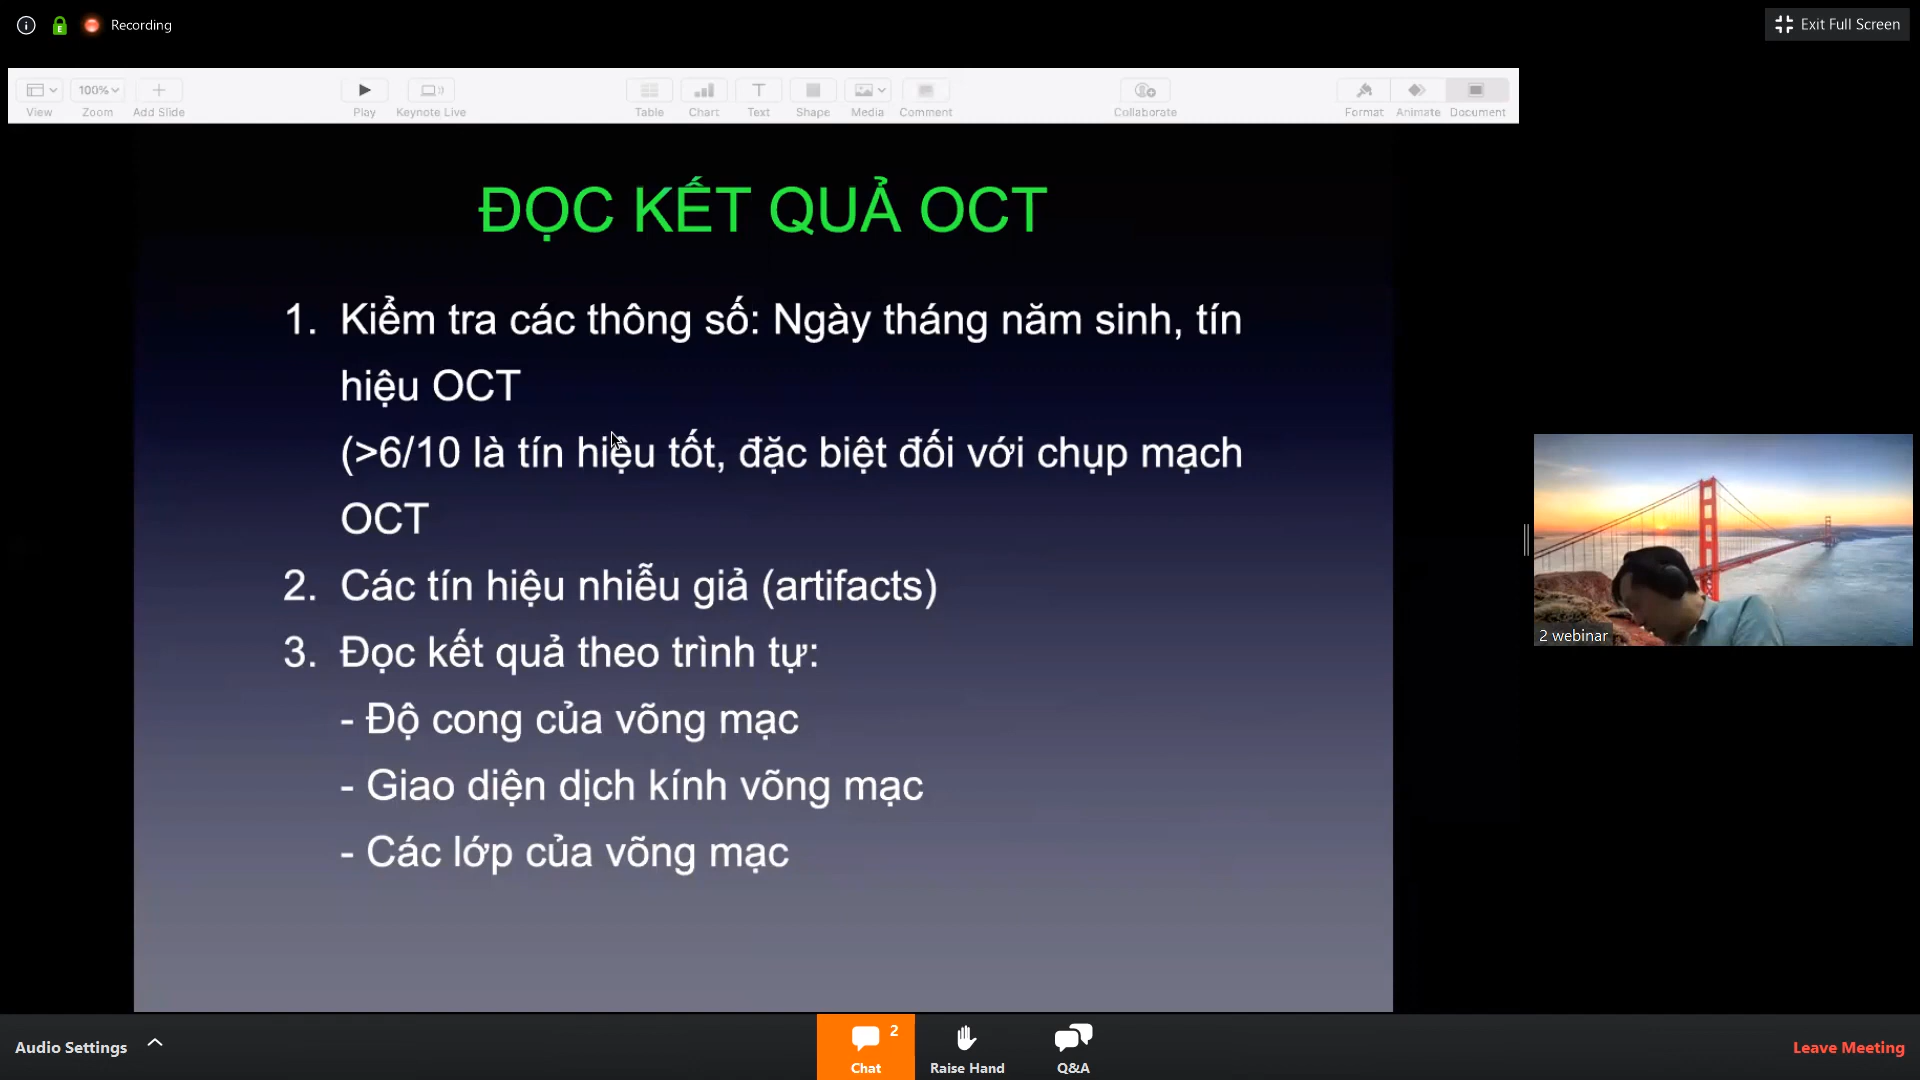 Recording
Exit Full Screen
100%
View
Zoom
Add Slide
Play
Keynote Live
Table
Chart
Text
Shape
Media
Comment
Collaborate
Format
Animate
Document
ĐỌC KẾT QUẢ OCT
1. Kiểm tra các thông số: Ngày tháng năm sinh, tín
hiệu OCT
(>6/10 là tín hiệu tốt, đặc biệt đối với chụp mạch
OCT
2. Các tín hiệu nhiễu giả (artifacts)
3. Đọc kết quả theo trình tự:
- Độ cong của võng mạc
- Giao diện dịch kính võng mạc
- Các lớp của võng mạc
2 webinar
Audio Settings
2
Chat
Raise Hand
Q&A
Leave Meeting